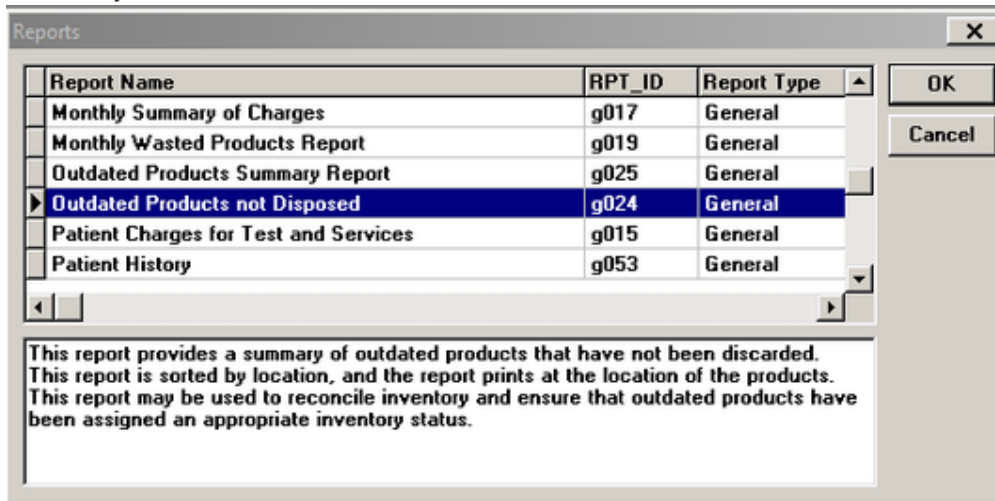 Reports
Report Name RPT_ID Report Type
OK
Monthly Summary of Charges g017 General
Cancel
Monthly Wasted Products Report g019 General
Outdated Products Summary Report g025 General
Outdated Products not Disposed g024 General
Patient Charges for Test and Services g015 General
Patient History g053 General
This report provides a summary of outdated products that have not been discarded.
This report is sorted by location, and the report prints at the location of the products.
This report may be used to reconcile inventory and ensure that outdated products have
been assigned an appropriate inventory status.